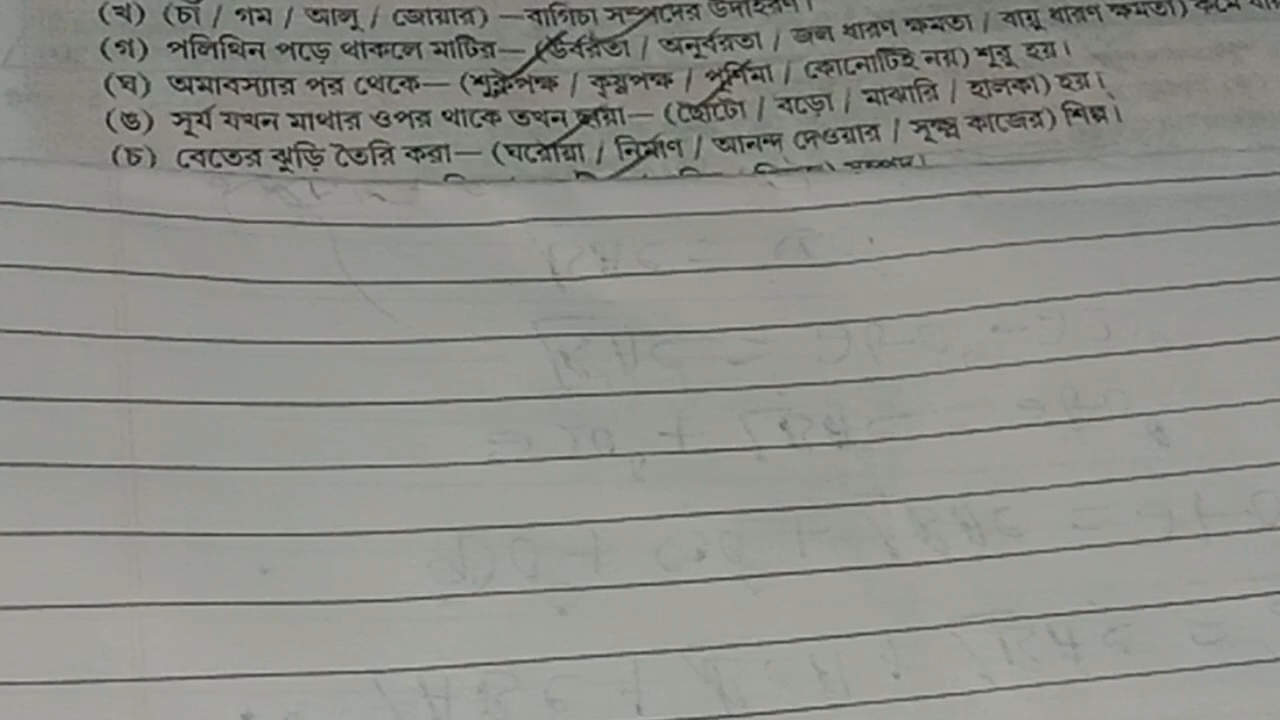 (খ) (চা / গম / আলু / জোয়ার) —বাগিচা সম্পদের উদাহরণ।
(গ) পলিথিন পড়ে থাকলে মাটির— (উর্বরতা / অনুর্বরতা / জল ধারণ ক্ষমতা / বায়ু ধারণ ক্ষমতা) কমে
(ঘ) অমাবস্যার পর থেকে— (শুক্লপক্ষ / কৃষ্ণপক্ষ / পূর্ণিমা / কোনোটিই নয়) শুরু হয়।
(ঙ) সূর্য যখন মাথার ওপর থাকে তখন ছায়া— (ছোটো / বড়ো / মাঝারি / হালকা) হয়।
(চ) বেতের ঝুড়ি তৈরি করা— (ঘরোয়া / নির্মাণ / আনন্দ দেওয়ার / সূক্ষ্ম কাজের) শিল্প।